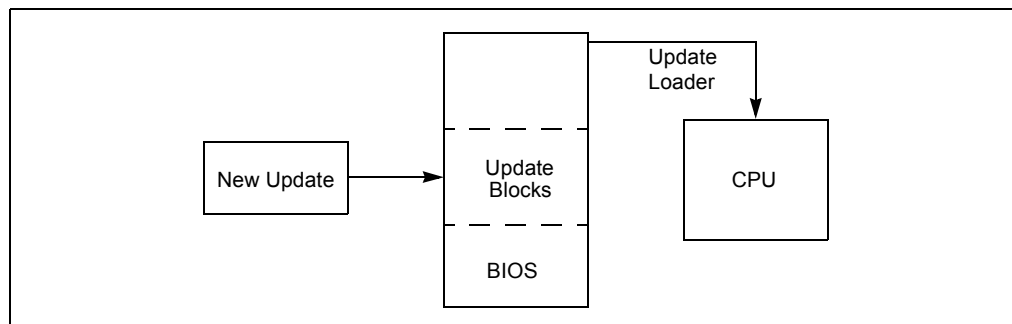 Update
Loader
New Update
Update
Blocks
CPU
BIOS